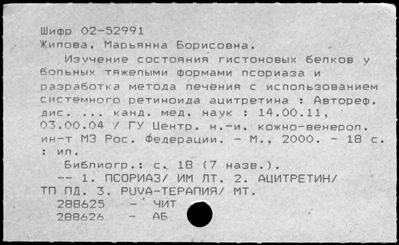 Шифр 02-52991
Жилова, Марьянна Борисовна.
Изучение состояния гистоновых белков у
больных тяжелыми формами псориаза и
разработка метода лечения с использованием
системного ретиноида ацитретина : Автореф.
дис. ... канд. мед. наук : 14.00.11,
03.00.04 / ГУ Центр. н.-и. кожно-венерол.
ин-т МЗ Рос. Федерации. - М., 2000. - 18 с.
: ил.
Библиогр.: с. 18 (7 назв.).
-- 1. ПСОРИАЗ/ ИМ ЛТ. 2. АЦИТРЕТИН/
ТП ПД. 3. PUVA-ТЕРАПИЯ/ МТ.
288625 - ЧИТ
288626 - АБ